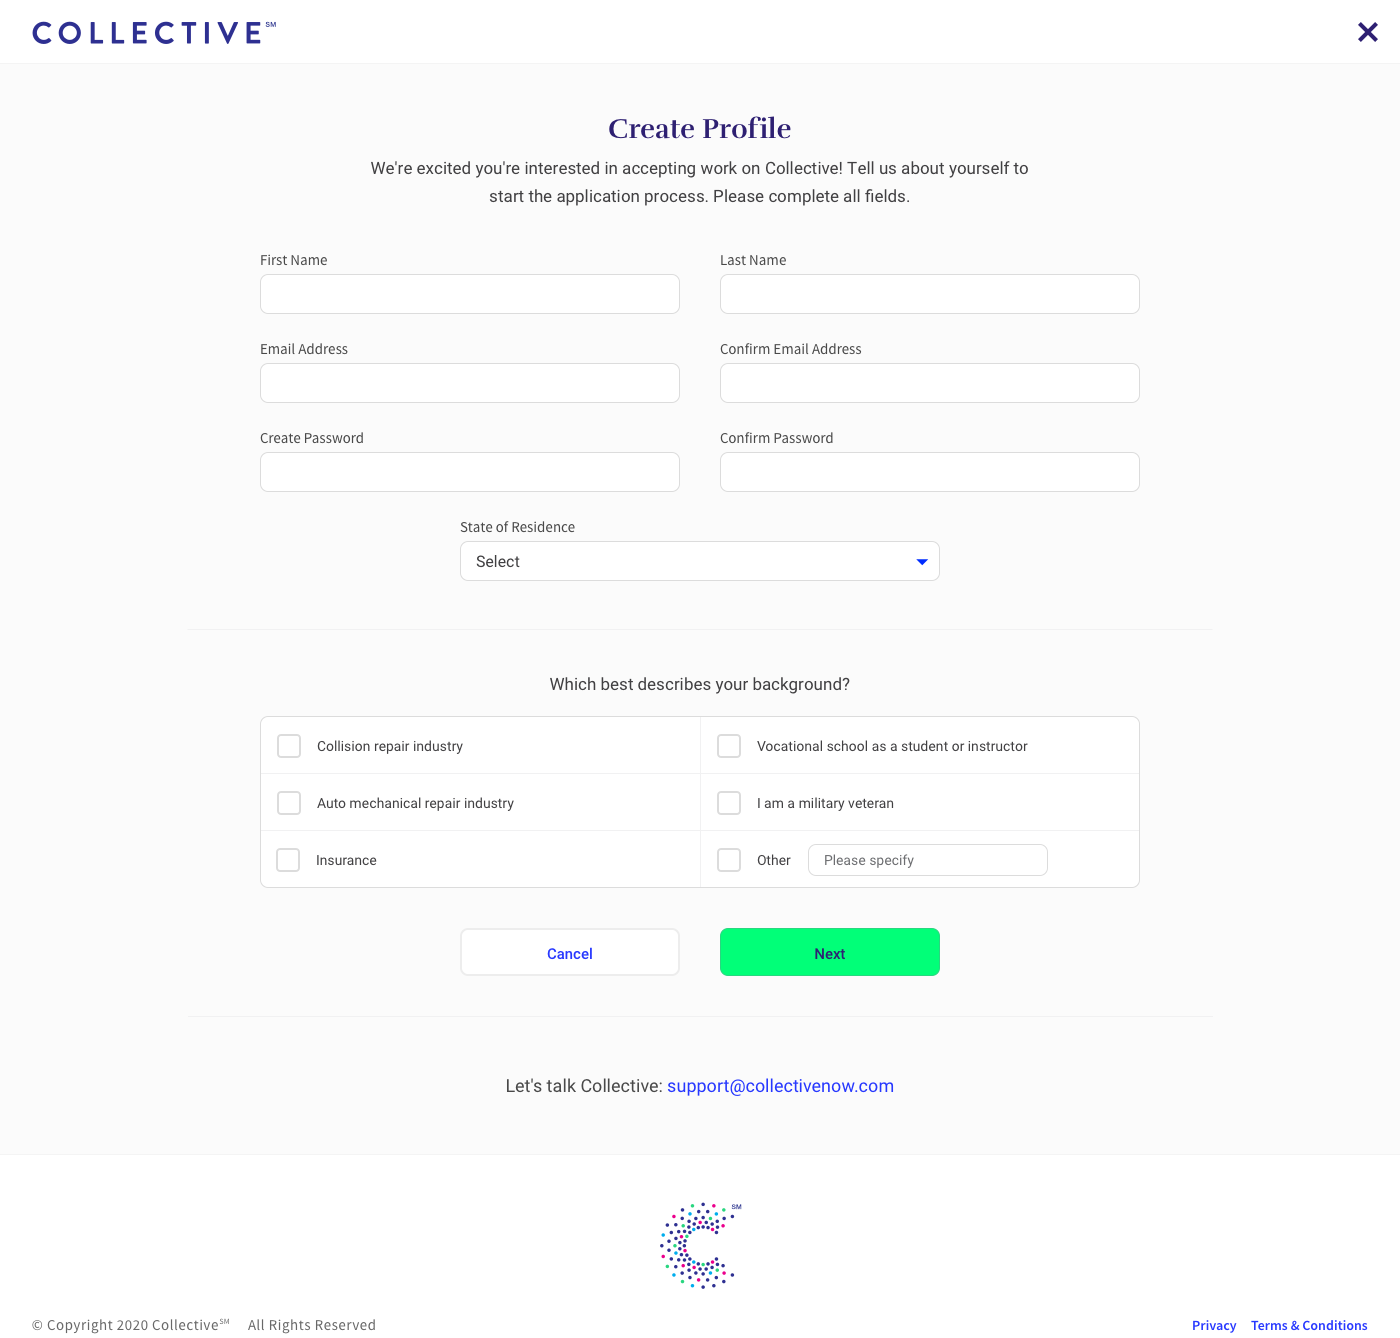 COLLECTIVE℠
Create Profile
We're excited you're interested in accepting work on Collective! Tell us about yourself to
start the application process. Please complete all fields.
First Name
Last Name
Email Address
Confirm Email Address
Create Password
Confirm Password
State of Residence
Select
Which best describes your background?
Collision repair industry
Vocational school as a student or instructor
Auto mechanical repair industry
I am a military veteran
Insurance
Other
Please specify
Cancel
Next
Let's talk Collective: support@collectivenow.com
SM
© Copyright 2020 Collective℠ All Rights Reserved
Privacy
Terms & Conditions